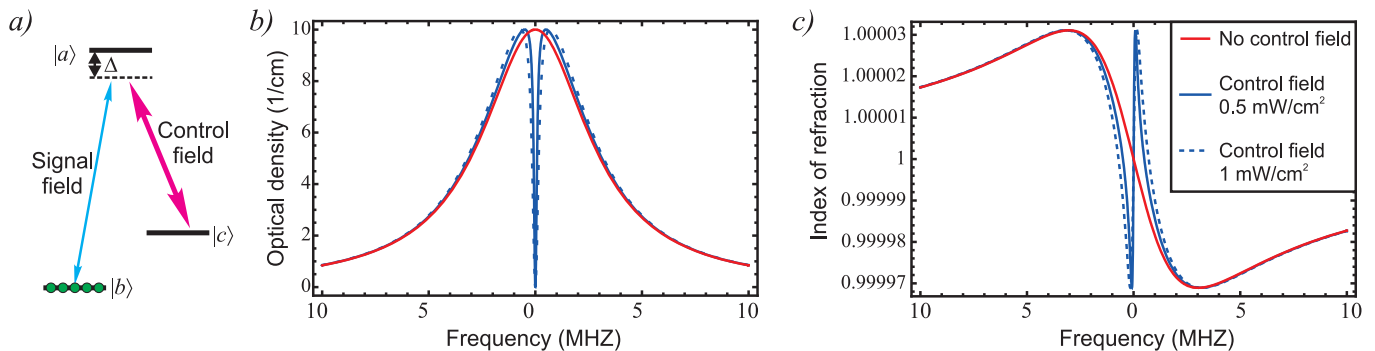 a)
|a⟩
Δ
Signal
field
Control
field
|c⟩
|b⟩
b)
Optical density (1/cm)
10
8
6
4
2
0
10
5
0
5
10
Frequency (MHZ)
c)
Index of refraction
1.00003
1.00002
1.00001
1
0.99999
0.99998
0.99997
10
5
0
5
10
Frequency (MHZ)
No control field
Control field
0.5 mW/cm²
Control field
1 mW/cm²